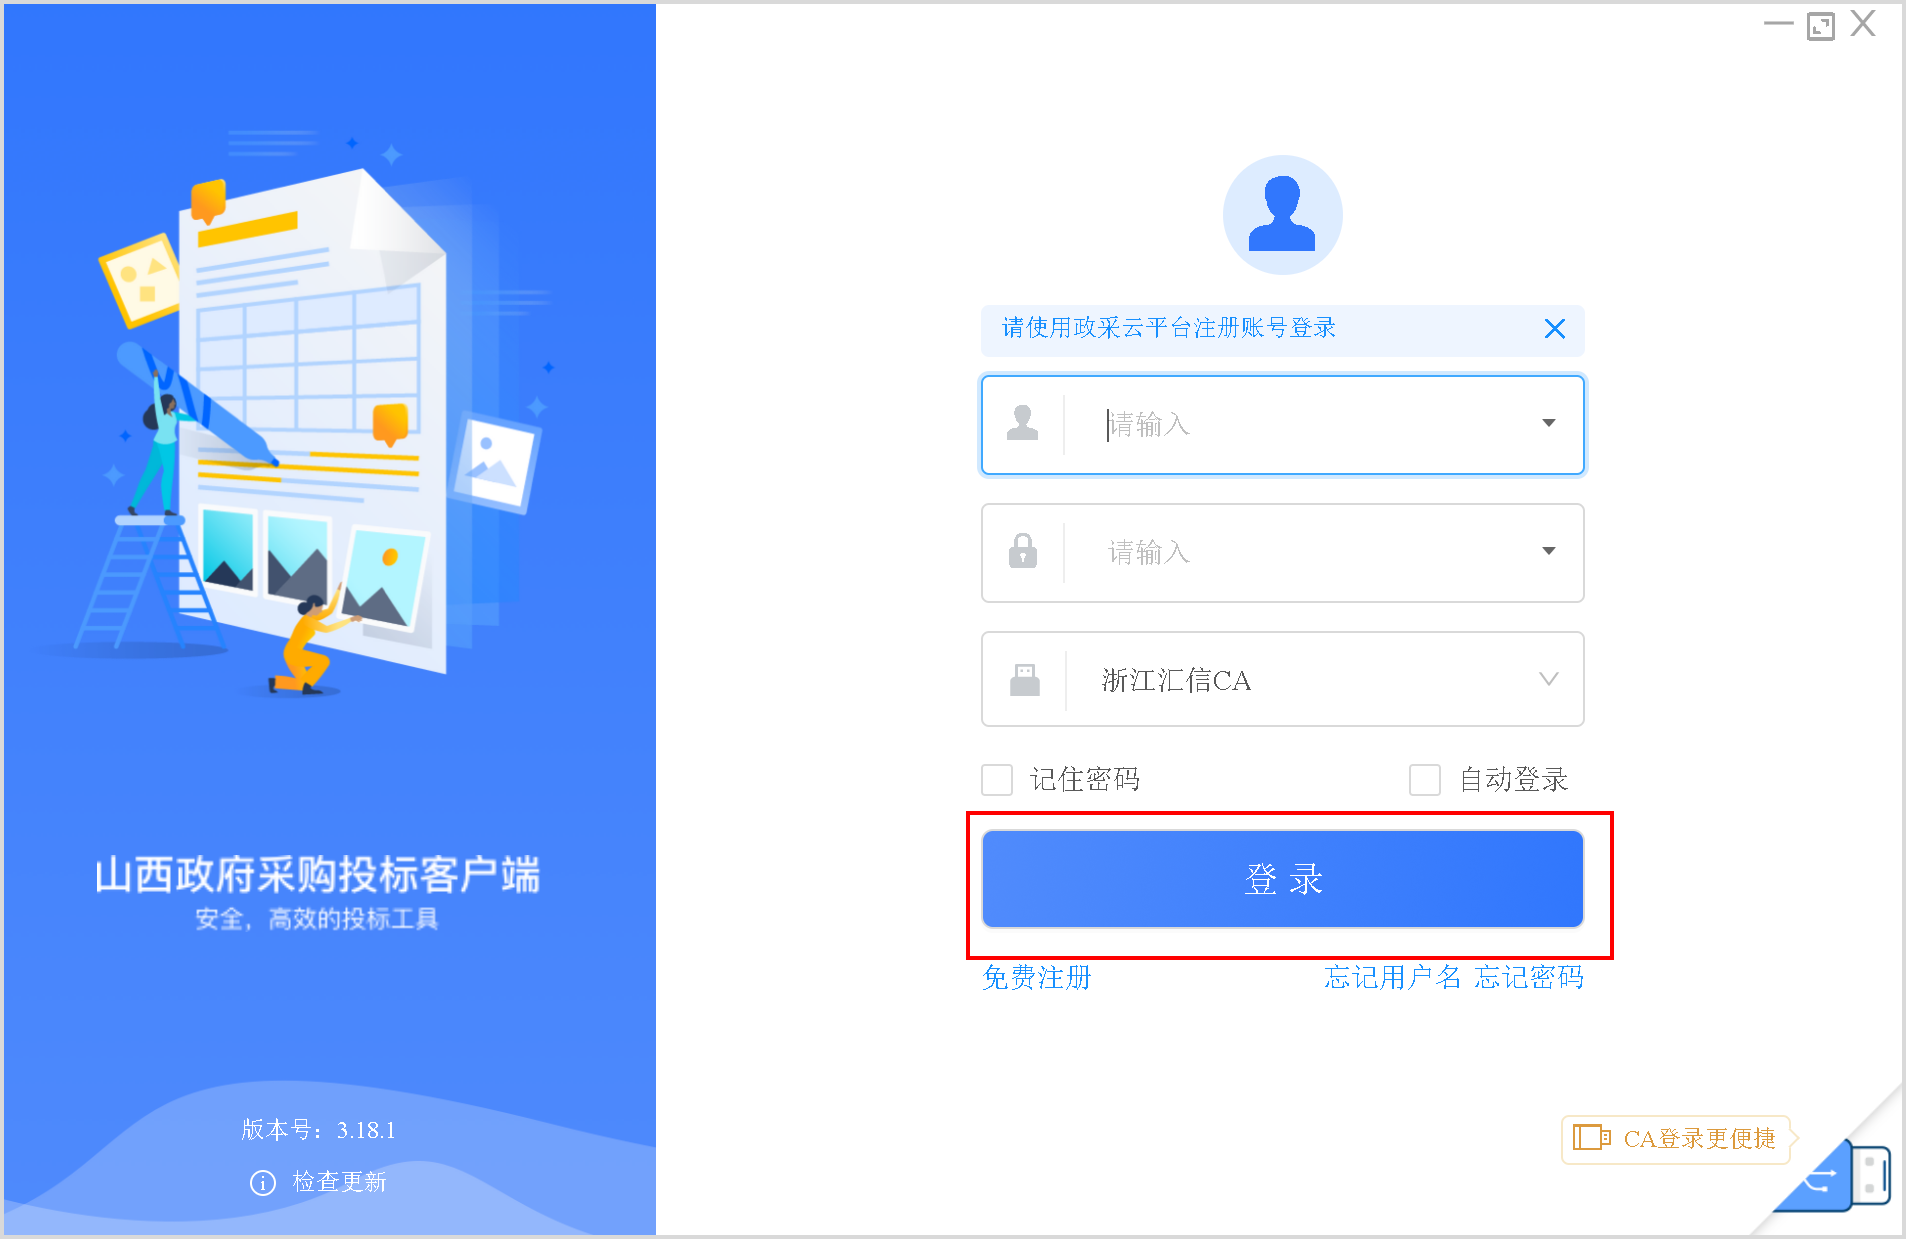 山西政府采购投标客户端
安全，高效的投标工具
版本号：3.18.1
检查更新
请使用政采云平台注册账号登录
请输入
请输入
浙江汇信CA
记住密码 自动登录
登 录
免费注册 忘记用户名 忘记密码
CA登录更便捷